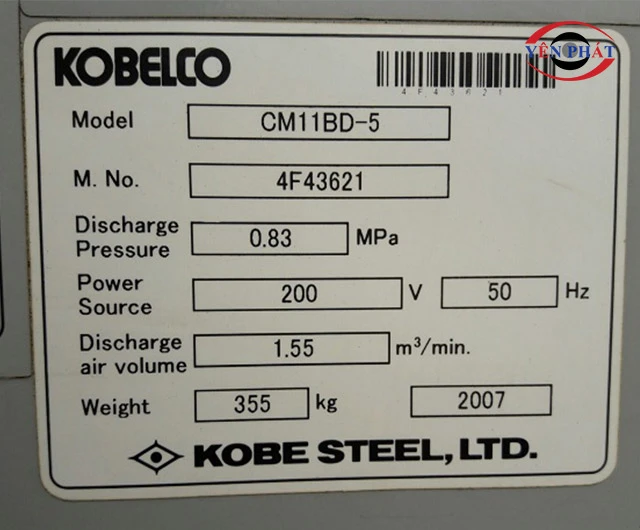 KOBELCO
4F43621
YÊN PHÁT
Model CM11BD-5
M. No. 4F43621
Discharge
Pressure 0.83 MPa
Power
Source 200 V 50 Hz
Discharge
air volume 1.55 m³/min.
Weight 355 kg 2007
KOBE STEEL, LTD.